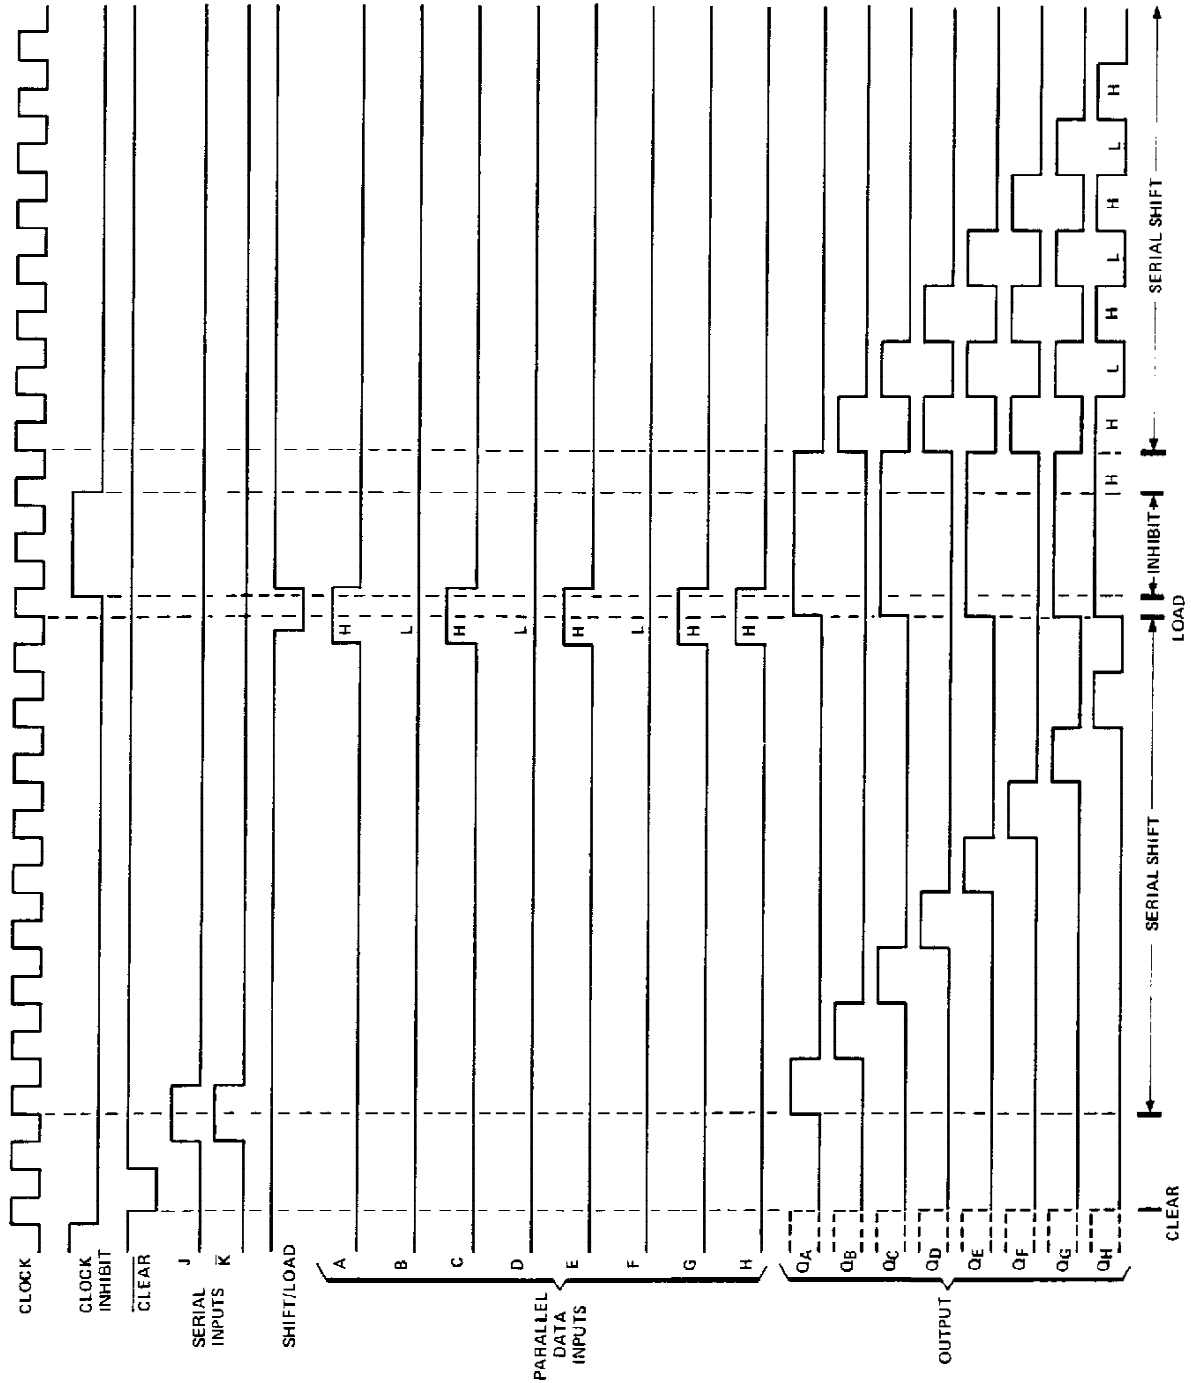 CLOCK
CLOCK
INHIBIT
CLEAR
SERIAL
INPUTS
J
K
SHIFT/LOAD
PARALLEL
DATA
INPUTS
A
B
C
D
E
F
G
H
H
L
H
L
H
L
H
H
OUTPUT
QA
QB
QC
QD
QE
QF
QG
QH
H
H
L
H
L
H
L
H
CLEAR
SERIAL SHIFT
LOAD
INHIBIT
SERIAL SHIFT